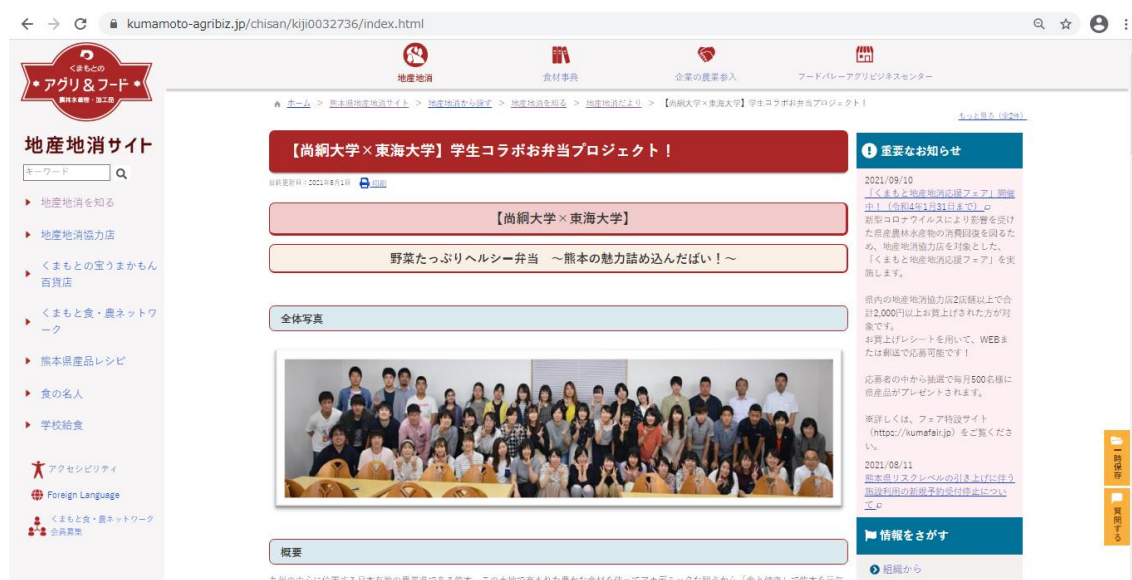 kumamoto-agribiz.jp/chisan/kiji0032736/index.html
くまもとの
アグリ&フード
農林水産物・加工品
地産地消
食材事典
企業の農業参入
フードバレーアグリビジネスセンター
ホーム > 熊本県地産地消サイト > 地産地消から探す > 地産地消を知る > 地産地消だより > 【尚絅大学×東海大学】学生コラボお弁当プロジェクト!
もっと見る(全2件)
地産地消サイト
キーワード
地産地消を知る
地産地消協力店
くまもとの宝うまかもん
百貨店
くまもと食・農ネットワ
ーク
熊本県産品レシピ
食の名人
学校給食
アクセシビリティ
Foreign Language
くまもと食・農ネットワーク
会員募集
【尚絅大学×東海大学】学生コラボお弁当プロジェクト!
印刷
【尚絅大学×東海大学】
野菜たっぷりヘルシー弁当 ~熊本の魅力詰め込んだばい!~
全体写真
概要
重要なお知らせ
2021/09/10
「くまもと地産地消応援フェア」開催
中!(令和4年1月31日まで)
新型コロナウイルスにより影響を受け
た県産農林水産物の消費回復を図るた
め、地産地消協力店を対象とした、
「くまもと地産地消応援フェア」を実
施します。
県内の地産地消協力店2店舗以上で合
計2,000円以上お買上げされた方が対
象です。
お買上げレシートを用いて、WEBま
たは郵送で応募可能です!
応募者の中から抽選で毎月500名様に
県産品がプレゼントされます。
※詳しくは、フェア特設サイト
(https://kumafair.jp)をご覧くださ
い。
2021/08/11
熊本県リスクレベルの引き上げに伴う
施設利用の新規予約受付停止につい
て
情報をさがす
組織から
一時保存
質問する